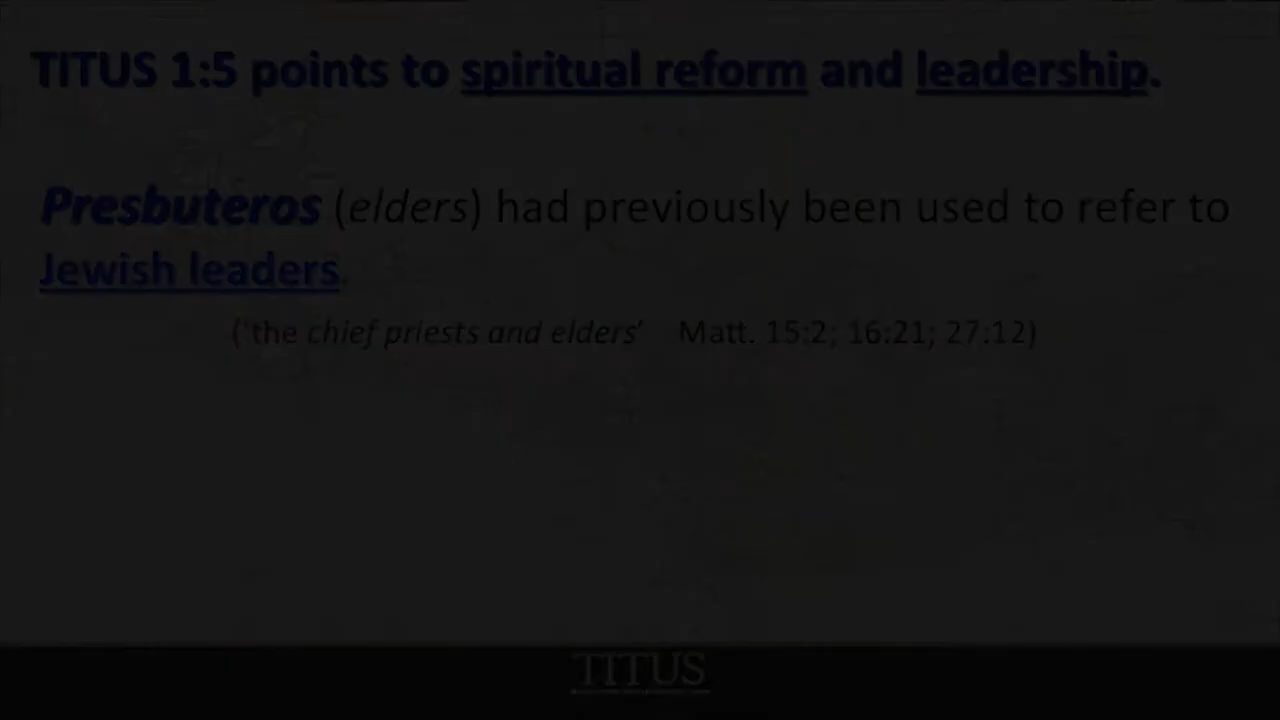 TITUS 1:5 points to spiritual reform and leadership.
Presbuteros (elders) had previously been used to refer to
Jewish leaders.
('the chief priests and elders' Matt. 15:2; 16:21; 27:12)
TITUS